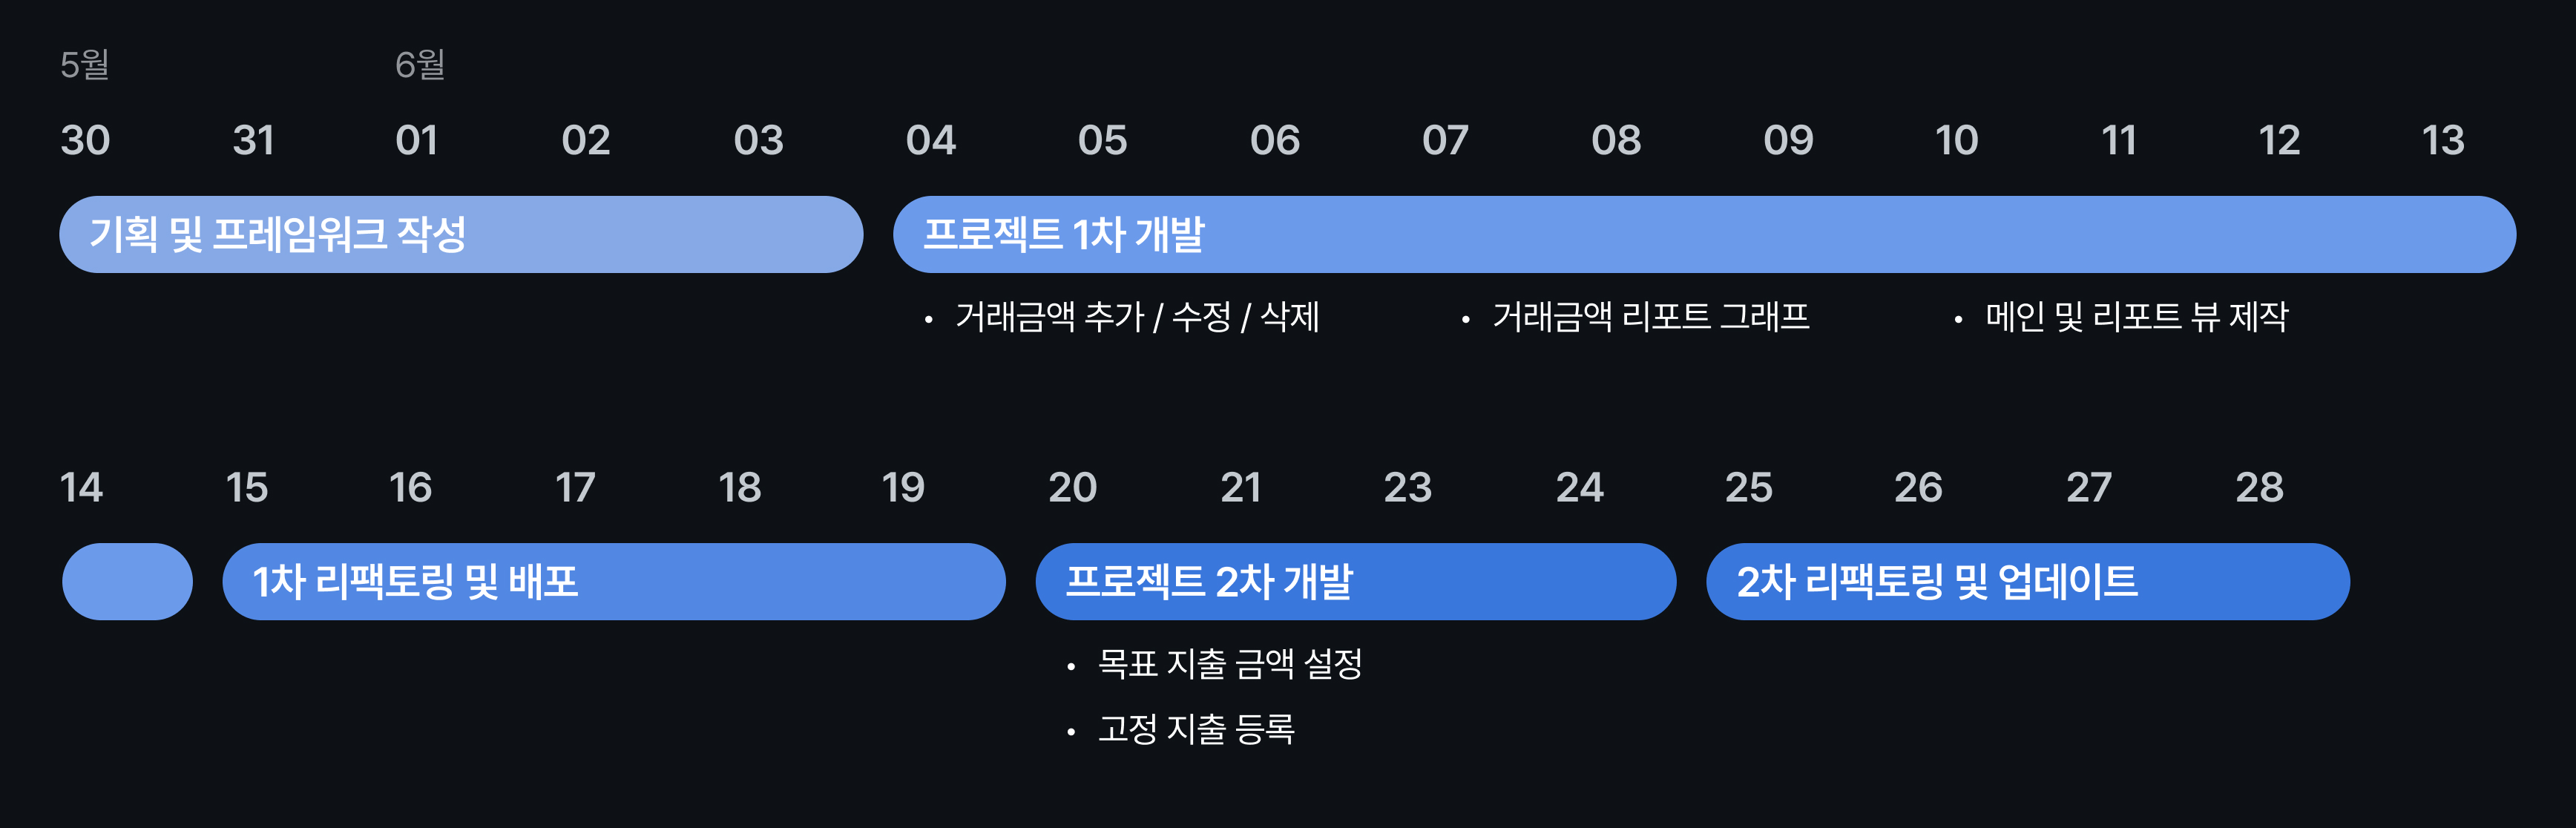 5월 6월
30 31 01 02 03 04 05 06 07 08 09 10 11 12 13
기획 및 프레임워크 작성 프로젝트 1차 개발
• 거래금액 추가 / 수정 / 삭제 • 거래금액 리포트 그래프 • 메인 및 리포트 뷰 제작
14 15 16 17 18 19 20 21 23 24 25 26 27 28
1차 리팩토링 및 배포 프로젝트 2차 개발 2차 리팩토링 및 업데이트
• 목표 지출 금액 설정
• 고정 지출 등록